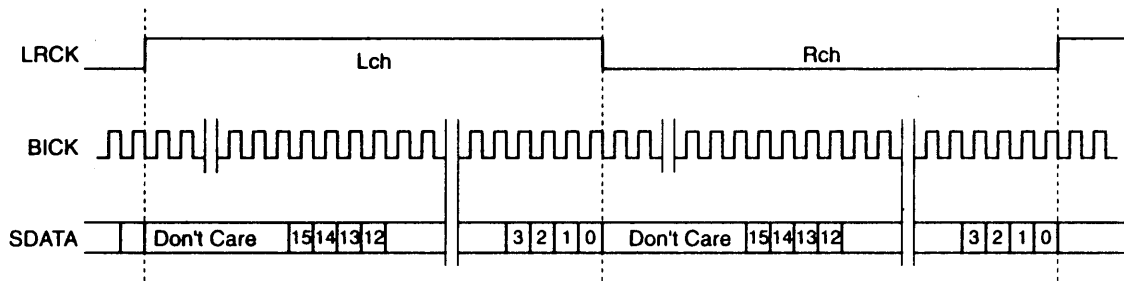 LRCK Lch Rch
BICK
SDATA Don't Care 15 14 13 12 3 2 1 0 Don't Care 15 14 13 12 3 2 1 0